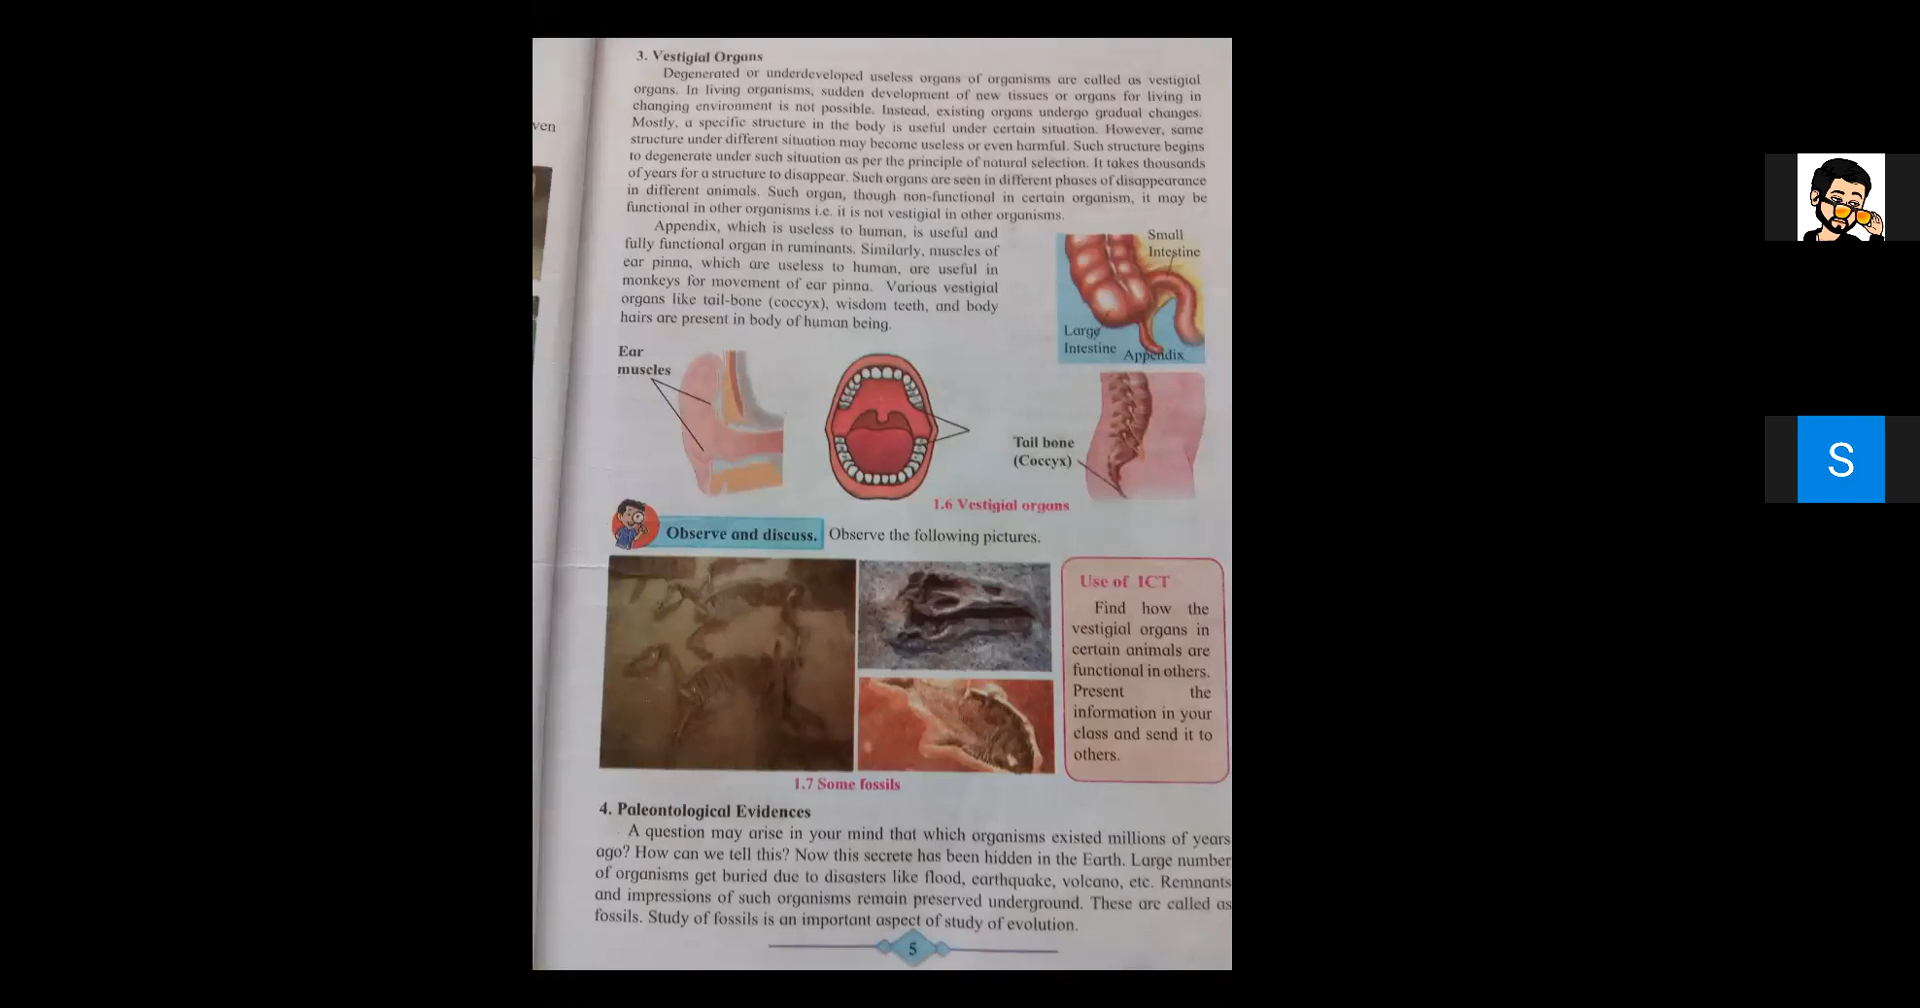 3. Vestigial Organs
Degenerated or underdeveloped useless organs of organisms are called as vestigial
organs. In living organisms, sudden development of new tissues or organs for living in
changing environment is not possible. Instead, existing organs undergo gradual changes.
Mostly, a specific structure in the body is useful under certain situation. However, same
structure under different situation may become useless or even harmful. Such structure begins
to degenerate under such situation as per the principle of natural selection. It takes thousands
of years for a structure to disappear. Such organs are seen in different phases of disappearance
in different animals. Such organ, though non-functional in certain organism, it may be
functional in other organisms i.e. it is not vestigial in other organisms.
Appendix, which is useless to human, is useful and
fully functional organ in ruminants. Similarly, muscles of
ear pinna, which are useless to human, are useful in
monkeys for movement of ear pinna. Various vestigial
organs like tail-bone (coccyx), wisdom teeth, and body
hairs are present in body of human being.
Small
Intestine
Large
Intestine
Appendix
Ear
muscles
Tail bone
(Coccyx)
1.6 Vestigial organs
Observe and discuss. Observe the following pictures.
Use of ICT
Find how the
vestigial organs in
certain animals are
functional in others.
Present the
information in your
class and send it to
others.
1.7 Some fossils
4. Paleontological Evidences
A question may arise in your mind that which organisms existed millions of years
ago? How can we tell this? Now this secrete has been hidden in the Earth. Large number
of organisms get buried due to disasters like flood, earthquake, volcano, etc. Remnants
and impressions of such organisms remain preserved underground. These are called as
fossils. Study of fossils is an important aspect of study of evolution.
5
ven
S